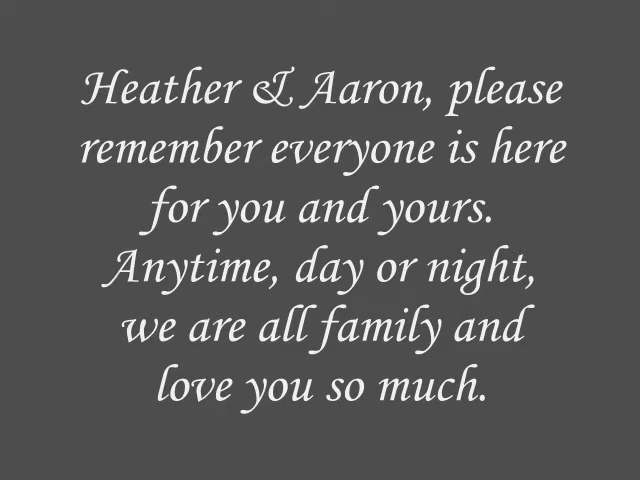 Heather & Aaron, please
remember everyone is here
for you and yours.
Anytime, day or night,
we are all family and
love you so much.